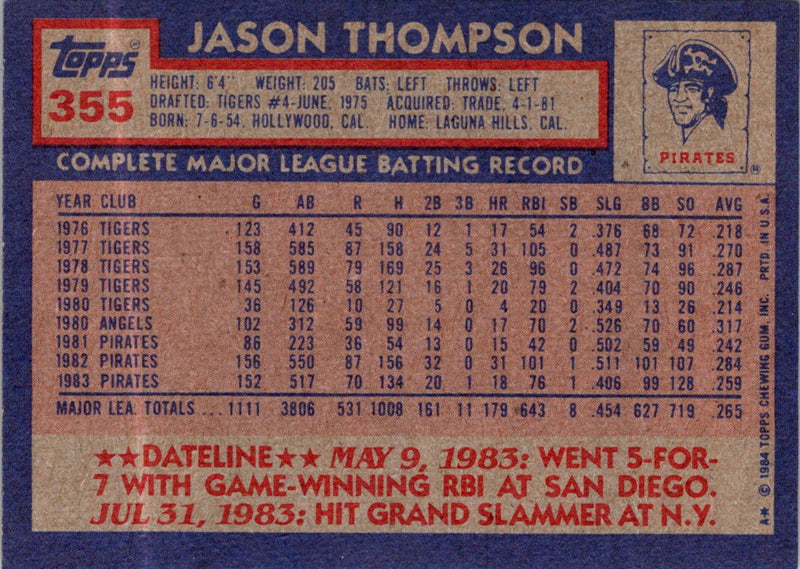 JASON THOMPSON
Topps®
355
HEIGHT: 6'4" WEIGHT: 205 BATS: LEFT THROWS: LEFT
DRAFTED: TIGERS #4-JUNE, 1975 ACQUIRED: TRADE, 4-1-81
BORN: 7-6-54, HOLLYWOOD, CAL. HOME: LAGUNA HILLS, CAL.
PIRATES
COMPLETE MAJOR LEAGUE BATTING RECORD
YEAR CLUB G AB R H 2B 3B HR RBI SB SLG BB SO AVG
1976 TIGERS 123 412 45 90 12 1 17 54 2 .376 68 72 .218
1977 TIGERS 158 585 87 158 24 5 31 105 0 .487 73 91 .270
1978 TIGERS 153 589 79 169 25 3 26 96 0 .472 74 96 .287
1979 TIGERS 145 492 58 121 16 1 20 79 2 .404 70 90 .246
1980 TIGERS 36 126 10 27 5 0 4 20 0 .349 13 26 .214
1980 ANGELS 102 312 59 99 14 0 17 70 2 .526 70 60 .317
1981 PIRATES 86 223 36 54 13 0 15 42 0 .502 59 49 .242
1982 PIRATES 156 550 87 156 32 0 31 101 1 .511 101 107 .284
1983 PIRATES 152 517 70 134 20 1 18 76 1 .406 99 128 .259
MAJOR LEA. TOTALS ... 1111 3806 531 1008 161 11 179 643 8 .454 627 719 .265
★★DATELINE★★ MAY 9, 1983: WENT 5-FOR-
7 WITH GAME-WINNING RBI AT SAN DIEGO.
JUL 31, 1983: HIT GRAND SLAMMER AT N.Y.
A* © 1984 TOPPS CHEWING GUM, INC. PRTD. IN U.S.A.